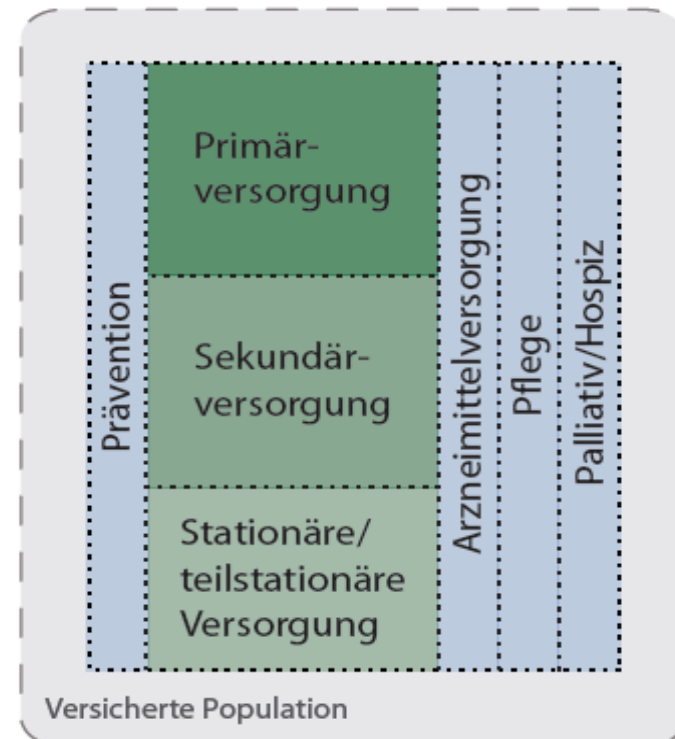 Prävention
Primär-
versorgung
Sekundär-
versorgung
Stationäre/
teilstationäre
Versorgung
Arzneimittelversorgung
Pflege
Palliativ/Hospiz
Versicherte Population